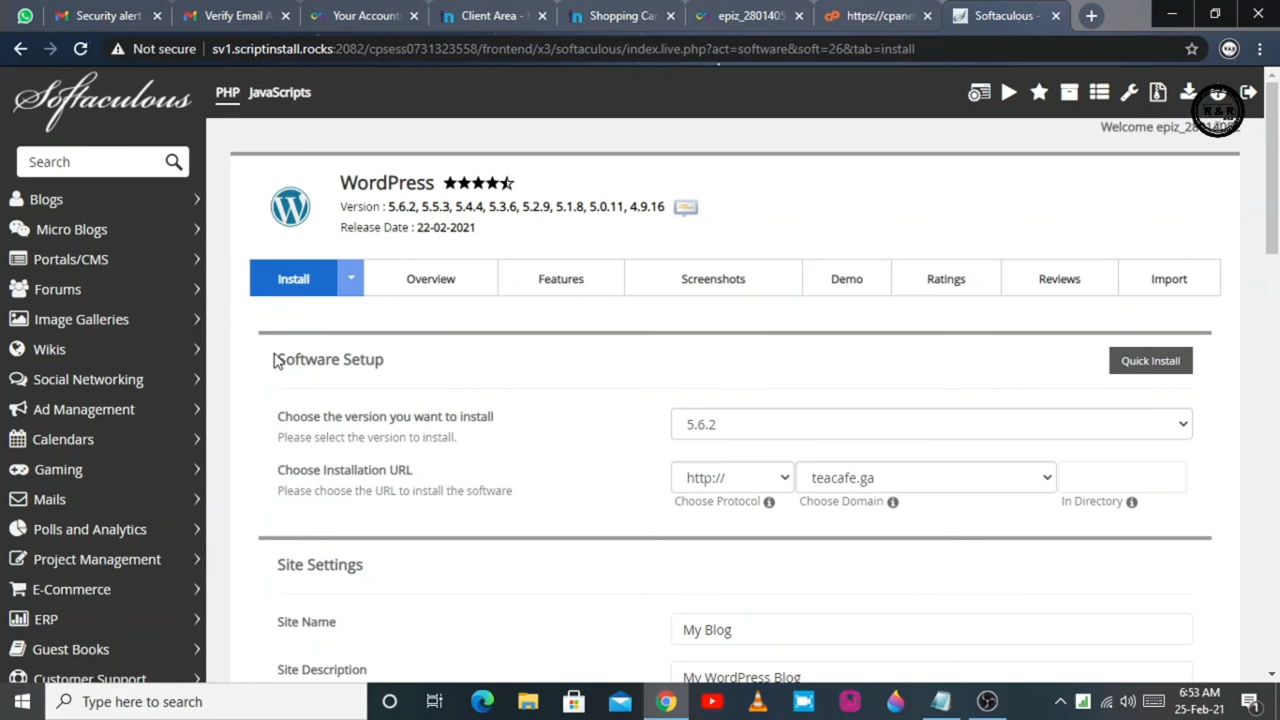 Security alert
Verify Email A
Your Account
Client Area -
Shopping Ca
epiz_2801405
https://cpane
Softaculous -
Not secure
sv1.scriptinstall.rocks:2082/cpsess0731323558/frontend/x3/softaculous/index.live.php?act=software&soft=26&tab=install
Softaculous
PHP JavaScripts
R & R
Welcome epiz_2801405
Search
Blogs
Micro Blogs
Portals/CMS
Forums
Image Galleries
Wikis
Social Networking
Ad Management
Calendars
Gaming
Mails
Polls and Analytics
Project Management
E-Commerce
ERP
Guest Books
Customer Support
WordPress
Version : 5.6.2, 5.5.3, 5.4.4, 5.3.6, 5.2.9, 5.1.8, 5.0.11, 4.9.16
Release Date : 22-02-2021
Install Overview Features Screenshots Demo Ratings Reviews Import
Software Setup
Quick Install
Choose the version you want to install
Please select the version to install.
5.6.2
Choose Installation URL
Please choose the URL to install the software
http:// teacafe.ga
Choose Protocol Choose Domain In Directory
Site Settings
Site Name
My Blog
Site Description
My WordPress Blog
Type here to search
6:53 AM
25-Feb-21
1